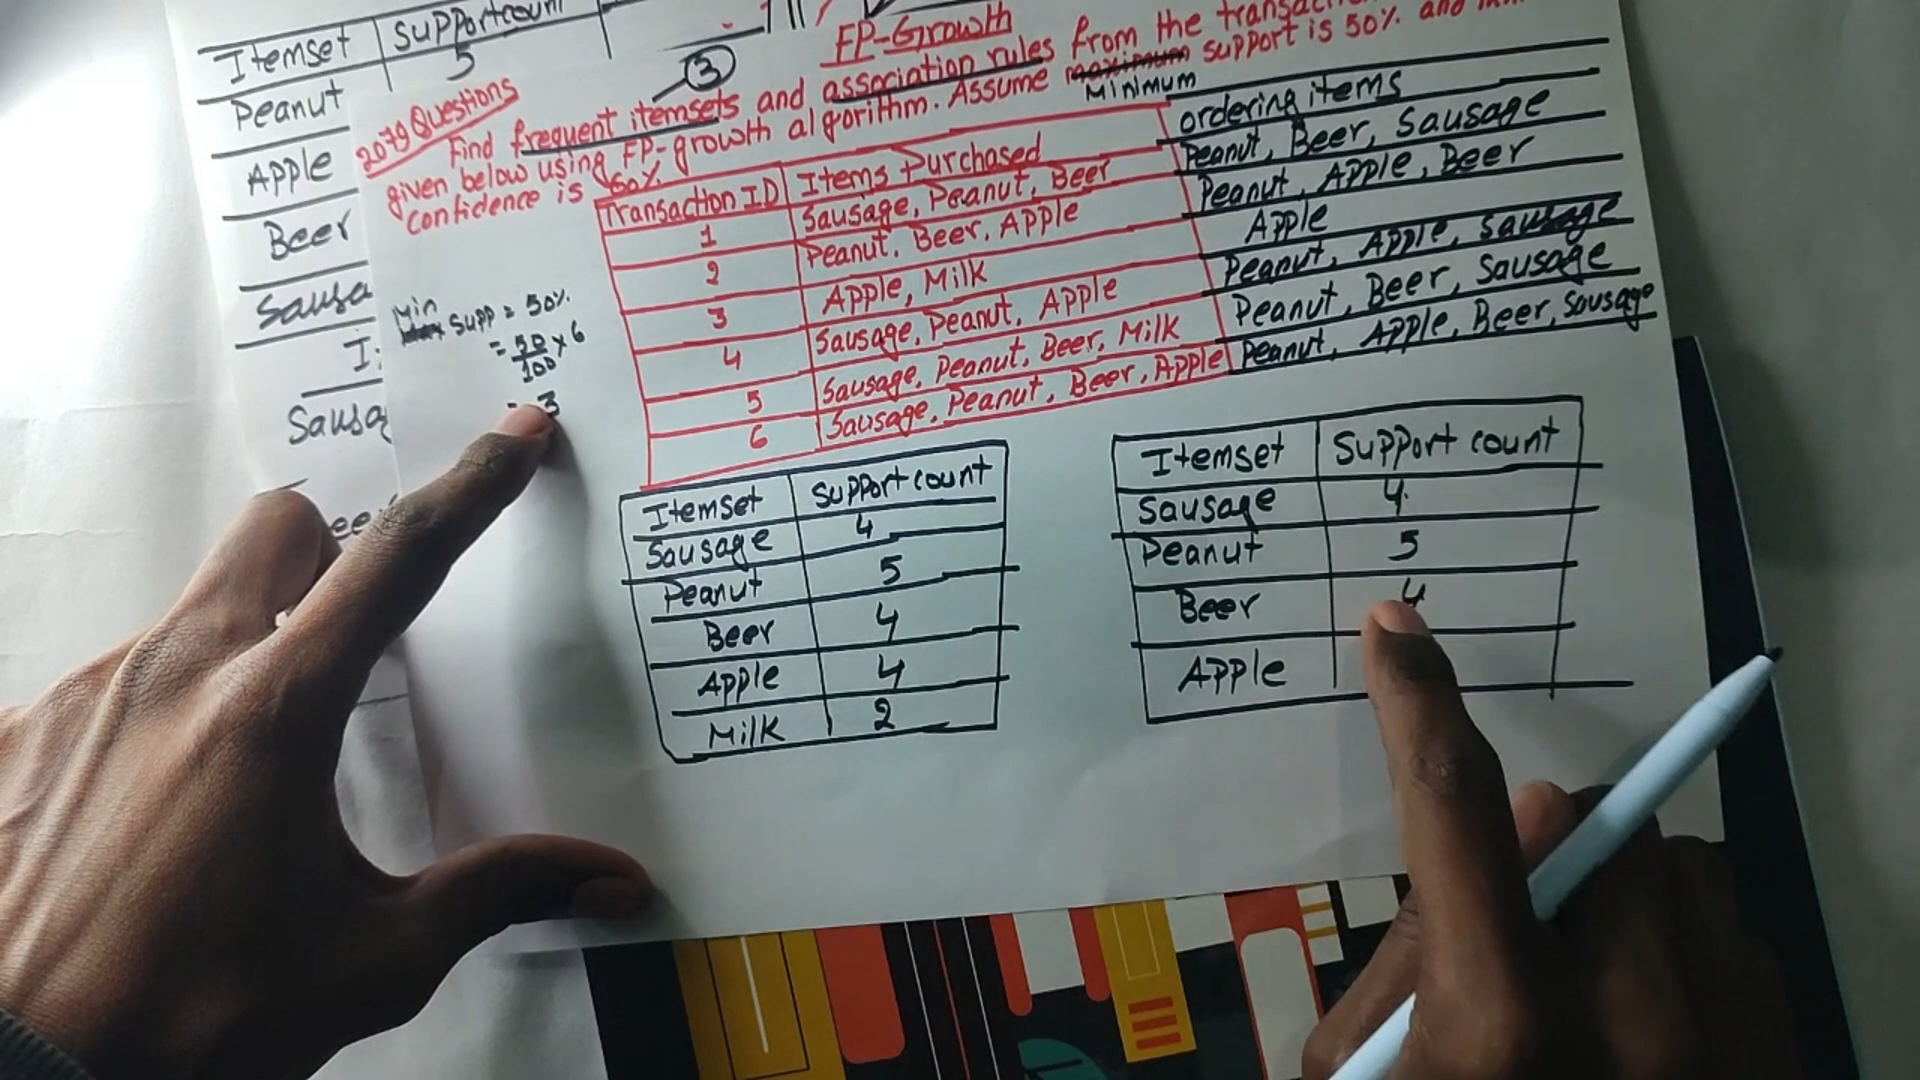 Itemset Support count
5
Peanut
Apple
Beer
3
FP-Growth
2079 Questions
Find frequent itemsets and association rules from the
given below using FP-growth algorithm. Assume maximum support is 50% and
Minimum
confidence is 60%
Transaction ID Items Purchased ordering items
1 Sausage, Peanut, Beer Peanut, Beer, Sausage
2 Peanut, Beer, Apple Peanut, Apple, Beer
3 Apple, Milk Apple
4 Sausage, Peanut, Apple Peanut, Apple, Sausage
5 Sausage, Peanut, Beer, Milk Peanut, Beer, Sausage
6 Sausage, Peanut, Beer, Apple Peanut, Apple, Beer, Sausage
Min
Supp = 50%
= 50/100 x 6
= 3
Itemset Support count
Sausage 4
Peanut 5
Beer 4
Apple 4
Milk 2
Itemset Support count
Sausage 4
Peanut 5
Beer 4
Apple